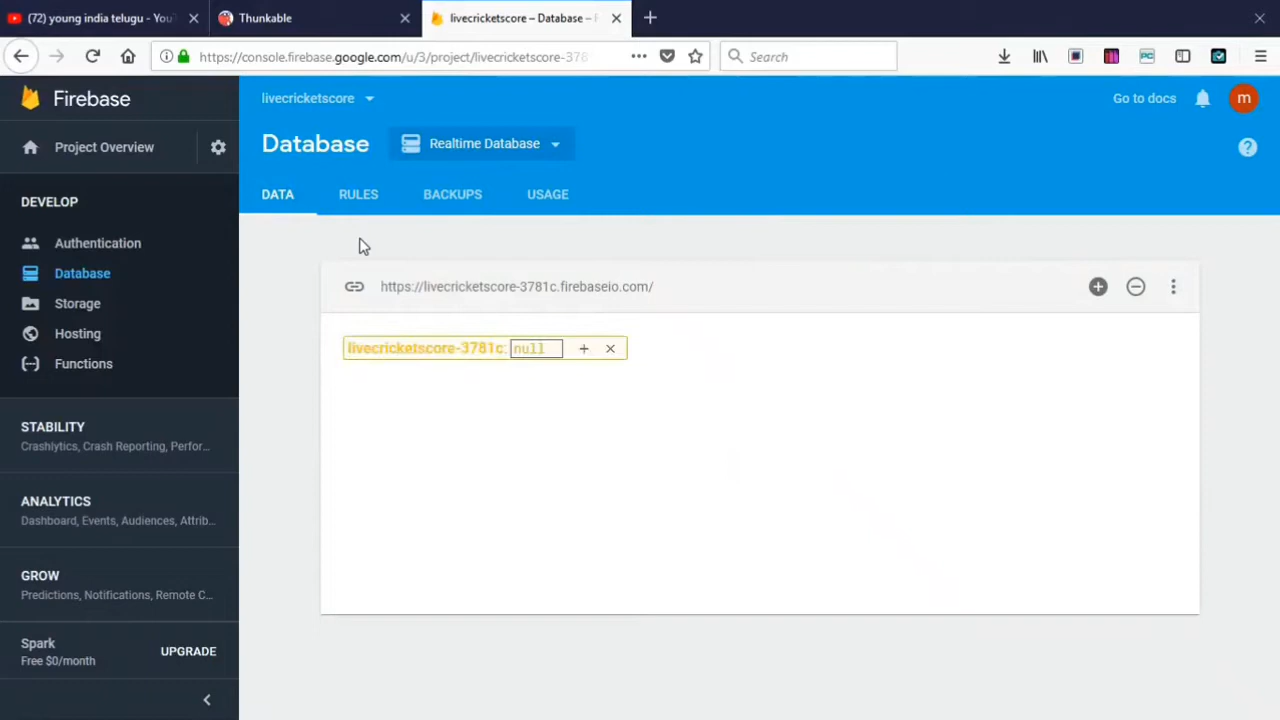 (72) young india telugu - You
Thunkable
livecricketscore – Database – F
https://console.firebase.google.com/u/3/project/livecricketscore-378
Search
Firebase
livecricketscore
Go to docs
m
Project Overview
Database
Realtime Database
DEVELOP
DATA
RULES
BACKUPS
USAGE
Authentication
Database
Storage
Hosting
Functions
https://livecricketscore-3781c.firebaseio.com/
livecricketscore-3781c: null
STABILITY
Crashlytics, Crash Reporting, Perfor...
ANALYTICS
Dashboard, Events, Audiences, Attrib...
GROW
Predictions, Notifications, Remote C...
Spark
Free $0/month
UPGRADE